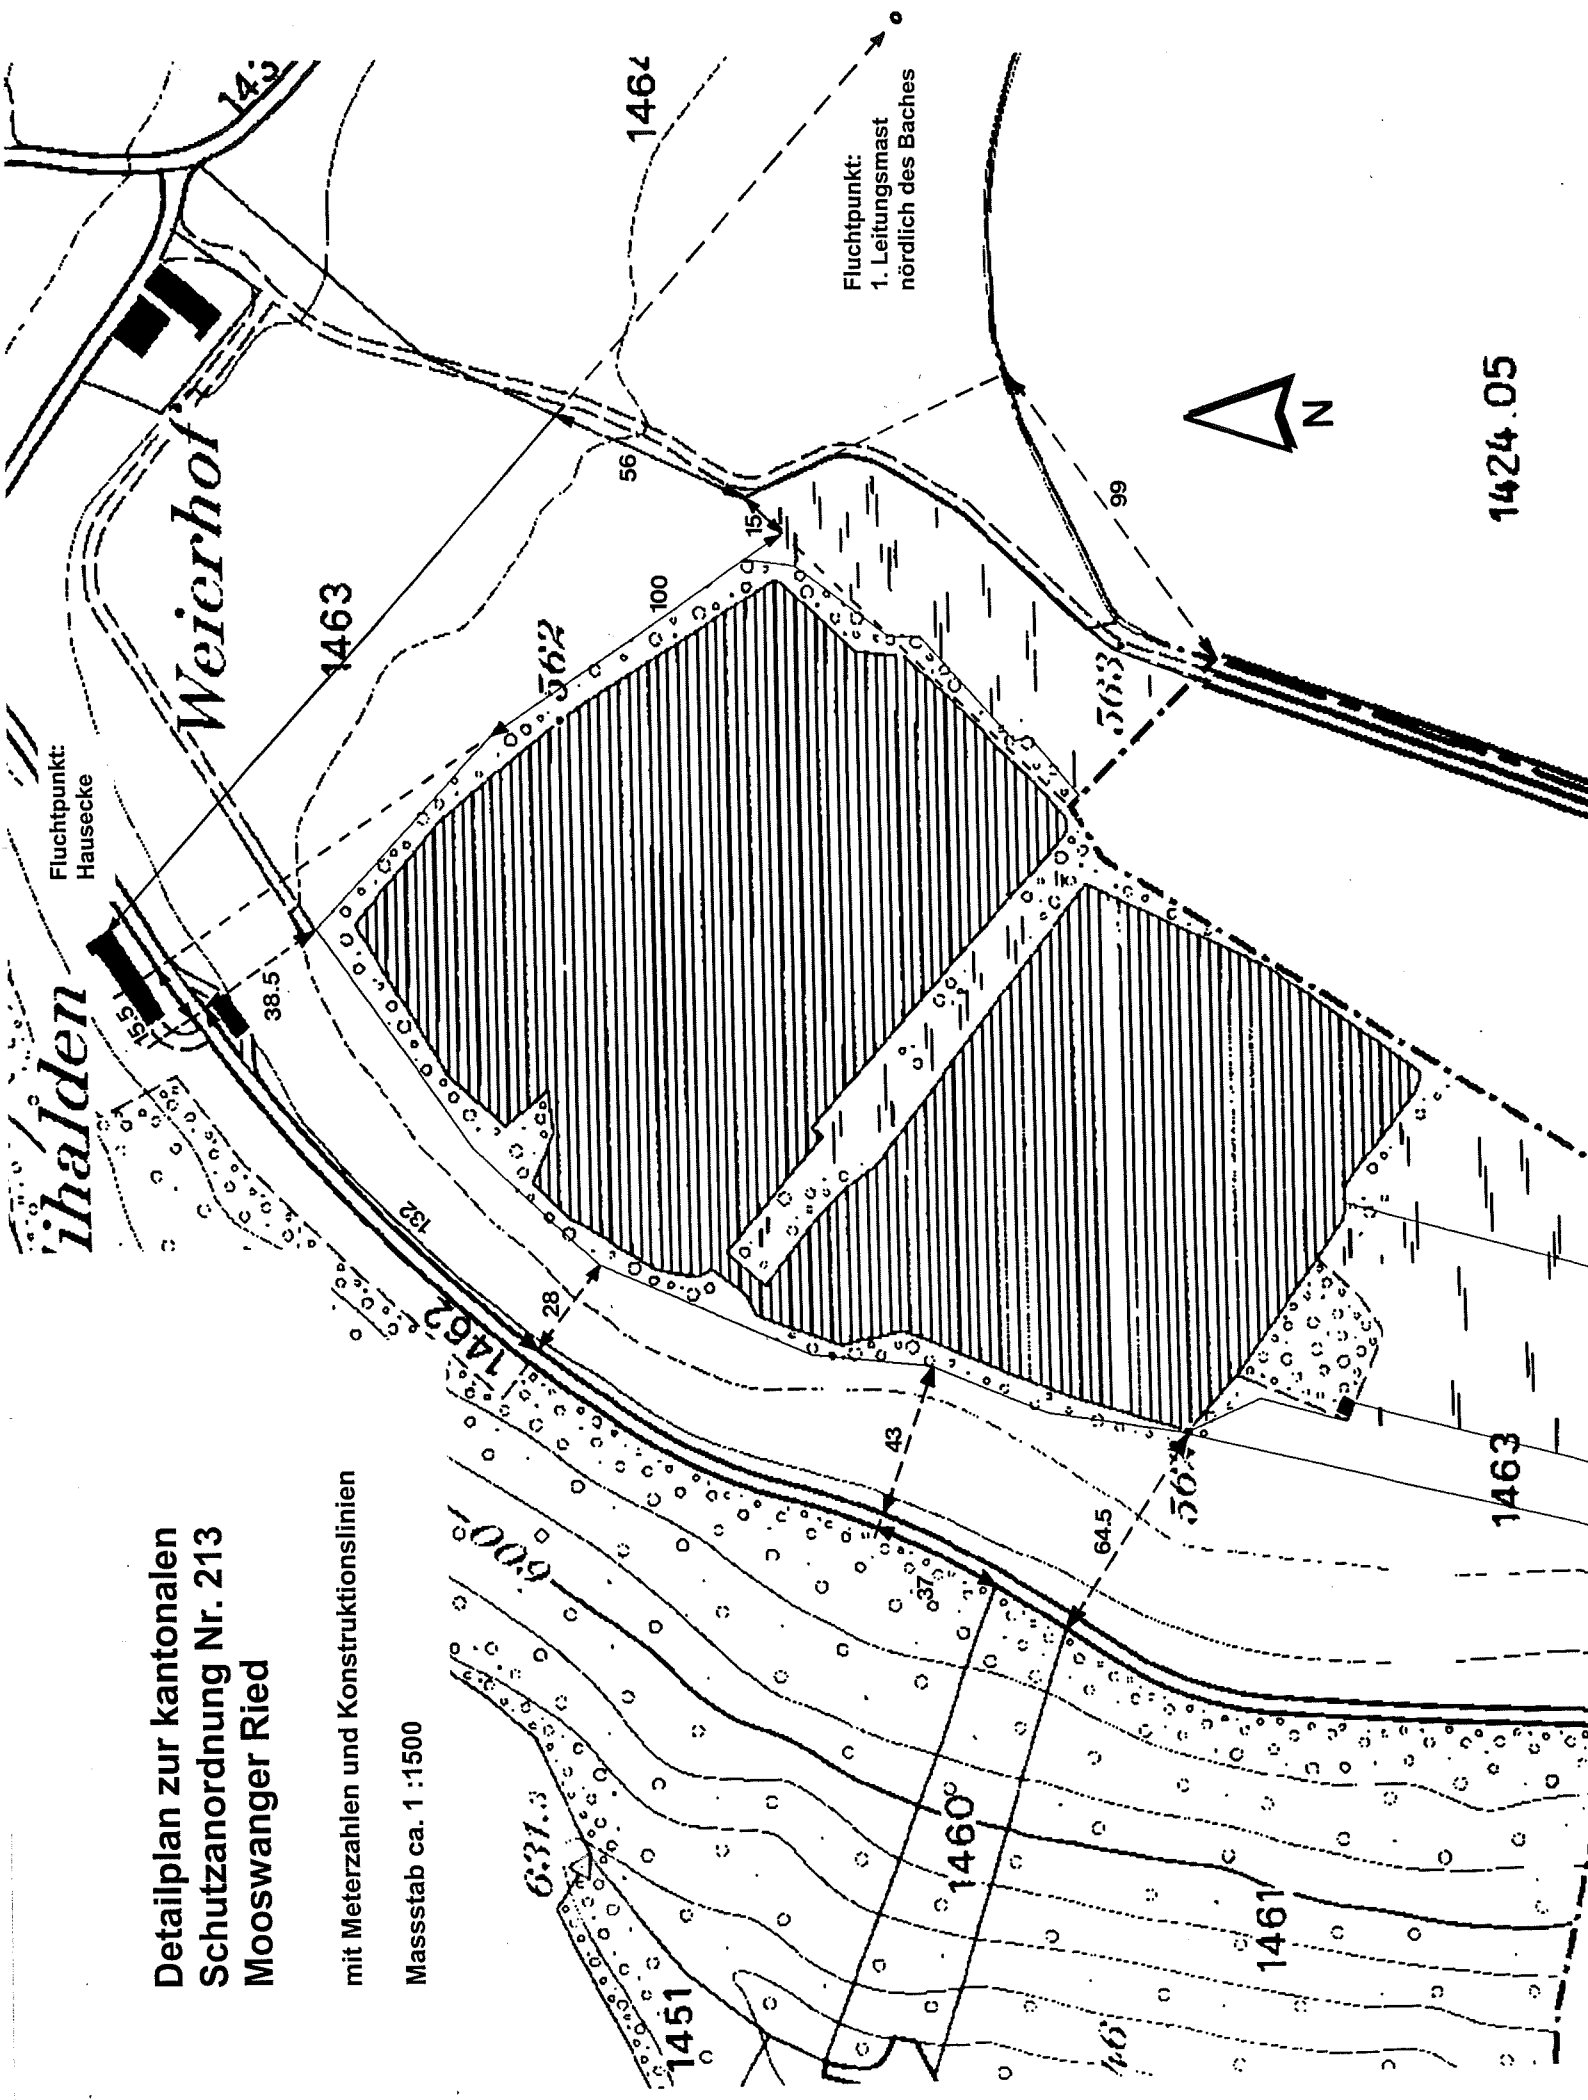 Detailplan zur kantonalen
Schutzanordnung Nr. 213
Mooswanger Ried
mit Meterzahlen und Konstruktionslinien
Massstab ca. 1 :1500
ihalden
Fluchtpunkt:
Hausecke
Weierhof
Fluchtpunkt:
1. Leitungsmast
nördlich des Baches
N
1424.05
1463
562
563
1462
1463
1460
1461
1451
600
631.3
46
15.5
38.5
132
28
43
37
64.5
100
15
56
99